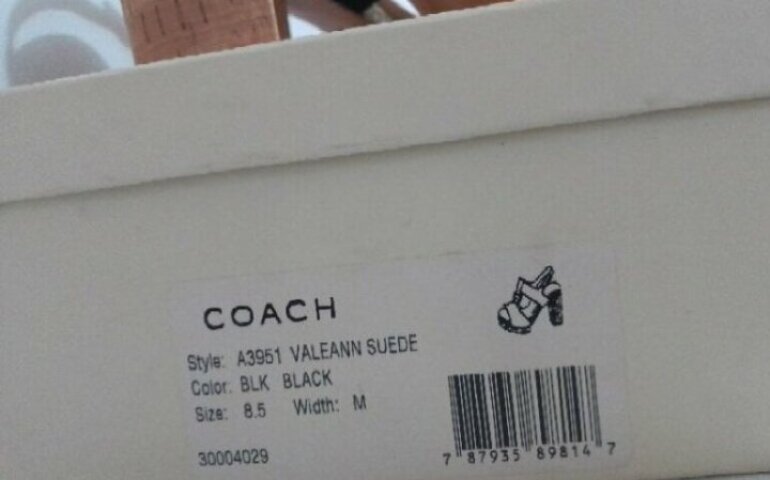 COACH
Style: A3951 VALEANN SUEDE
Color: BLK BLACK
Size: 8.5 Width: M
30004029
7 87935 89814 7